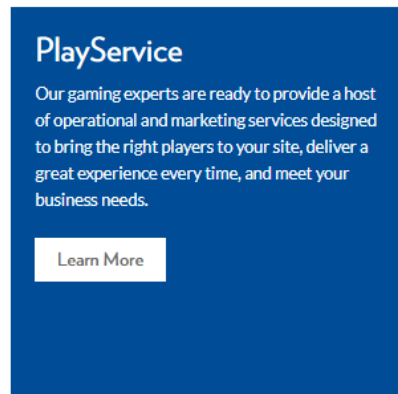 PlayService
Our gaming experts are ready to provide a host
of operational and marketing services designed
to bring the right players to your site, deliver a
great experience every time, and meet your
business needs.
Learn More